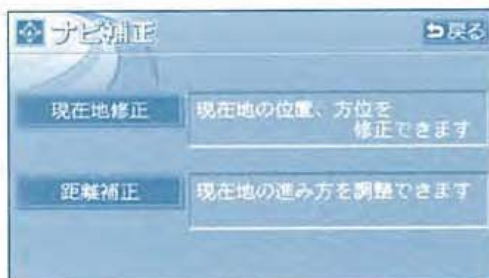 ナビ補正
戻る
現在地修正
現在地の位置、方位を
修正できます
距離補正
現在地の進み方を調整できます